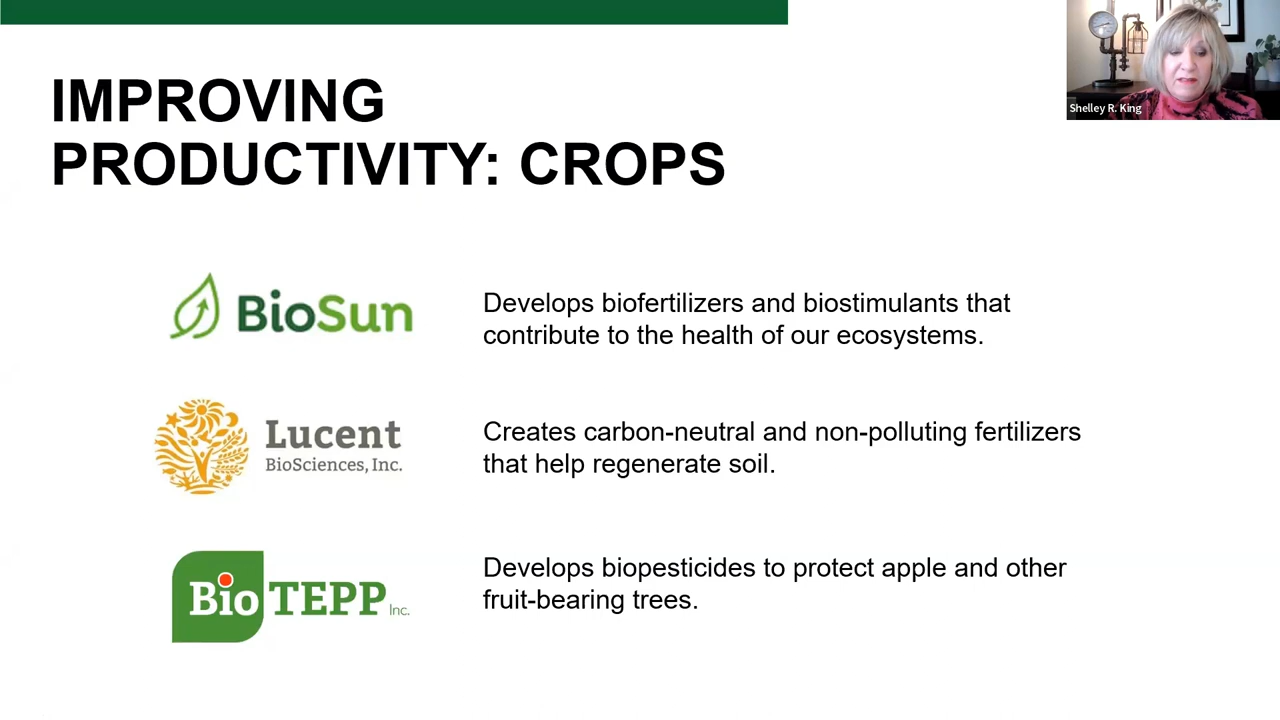 Shelley R. King
IMPROVING
PRODUCTIVITY: CROPS
BioSun
Develops biofertilizers and biostimulants that
contribute to the health of our ecosystems.
Lucent
BioSciences, Inc.
Creates carbon-neutral and non-polluting fertilizers
that help regenerate soil.
BioTEPP Inc.
Develops biopesticides to protect apple and other
fruit-bearing trees.